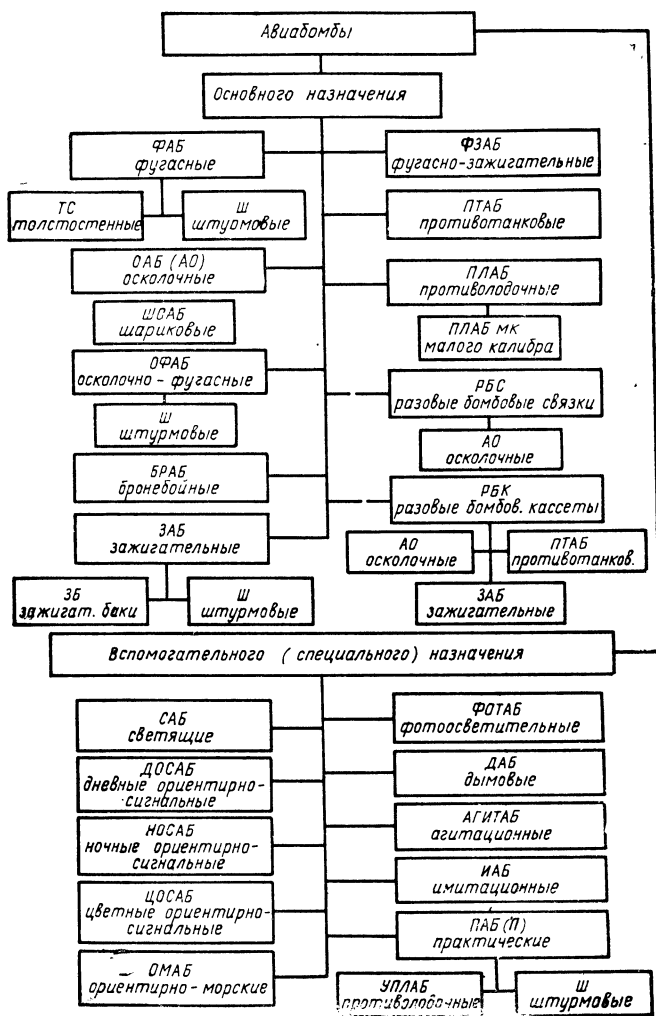 Авиабомбы
Основного назначения
ФАБ
фугасные
ТС
толстостенные
Ш
штурмовые
ОАБ (АО)
осколочные
ШОАБ
шариковые
ОФАБ
осколочно-фугасные
Ш
штурмовые
БРАБ
бронебойные
ЗАБ
зажигательные
ЗБ
зажигат. баки
Ш
штурмовые
ФЗАБ
фугасно-зажигательные
ПТАБ
противотанковые
ПЛАБ
противолодочные
ПЛАБ мк
малого калибра
РБС
разовые бомбовые связки
АО
осколочные
РБК
разовые бомбов. кассеты
АО
осколочные
ПТАБ
противотанков.
ЗАБ
зажигательные
Вспомогательного (специального) назначения
САБ
светящие
ДОСАБ
дневные ориентирно-
сигнальные
НОСАБ
ночные ориентирно-
сигнальные
ЦОСАБ
цветные ориентирно-
сигнальные
ОМАБ
ориентирно-морские
ФОТАБ
фотоосветительные
ДАБ
дымовые
АГИТАБ
агитационные
ИАБ
имитационные
ПАБ (П)
практические
УПЛАБ
противолодочные
Ш
штурмовые